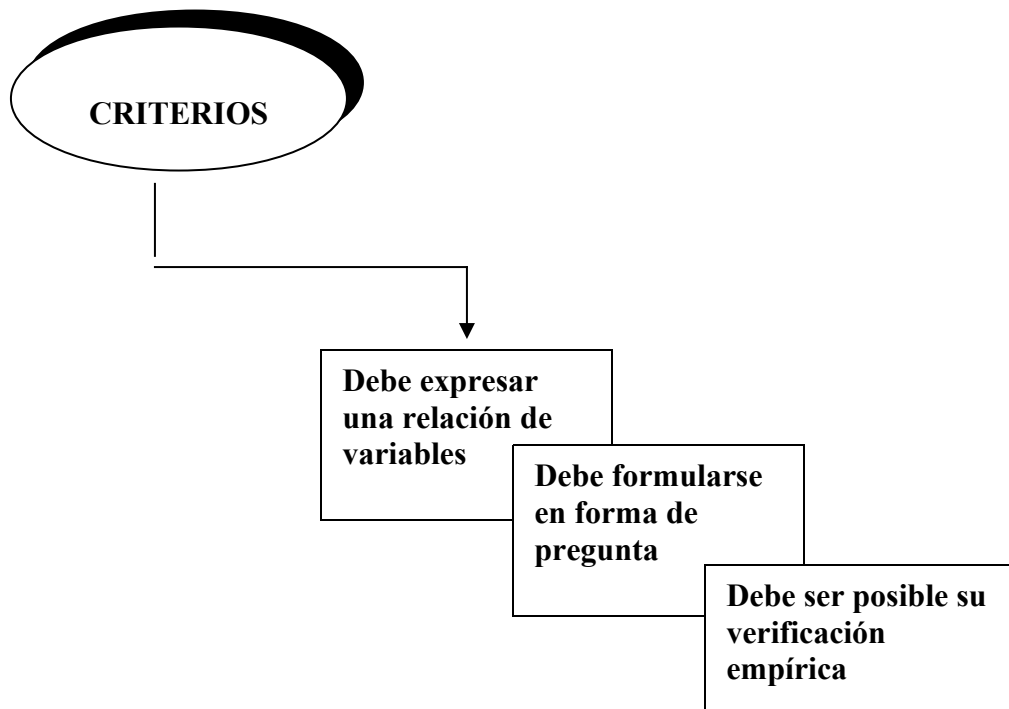 CRITERIOS
Debe expresar
una relación de
variables
Debe formularse
en forma de
pregunta
Debe ser posible su
verificación
empírica